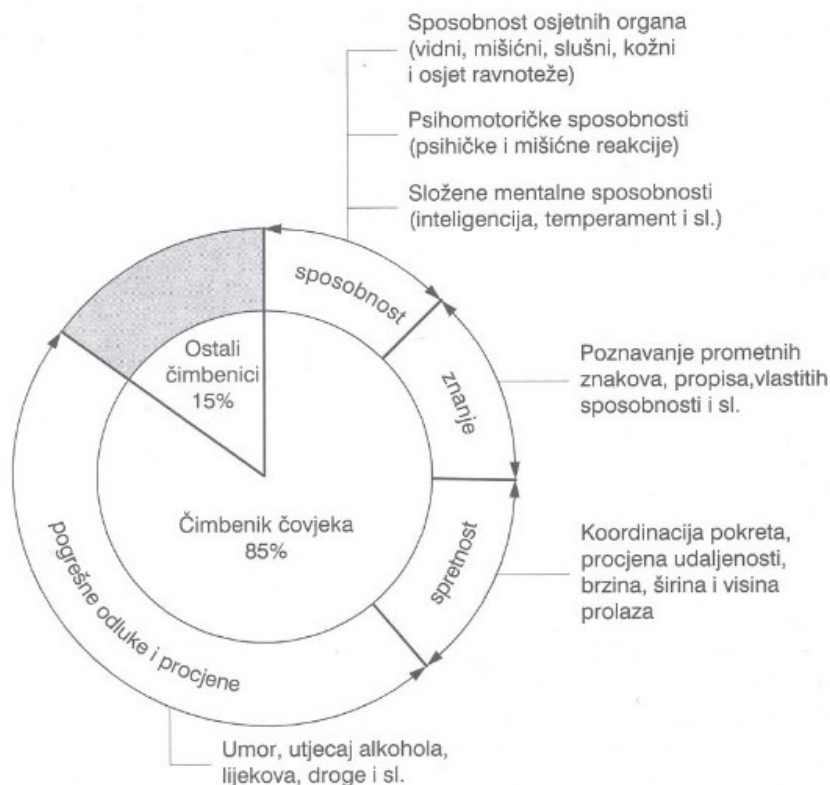 Sposobnost osjetnih organa
(vidni, mišićni, slušni, kožni
i osjet ravnoteže)
Psihomotoričke sposobnosti
(psihičke i mišićne reakcije)
Složene mentalne sposobnosti
(inteligencija, temperament i sl.)
sposobnost
Ostali
čimbenici
15%
znanje
Poznavanje prometnih
znakova, propisa,vlastitih
sposobnosti i sl.
Čimbenik čovjeka
85%
spretnost
Koordinacija pokreta,
procjena udaljenosti,
brzina, širina i visina
prolaza
pogrešne odluke i procjene
Umor, utjecaj alkohola,
lijekova, droge i sl.